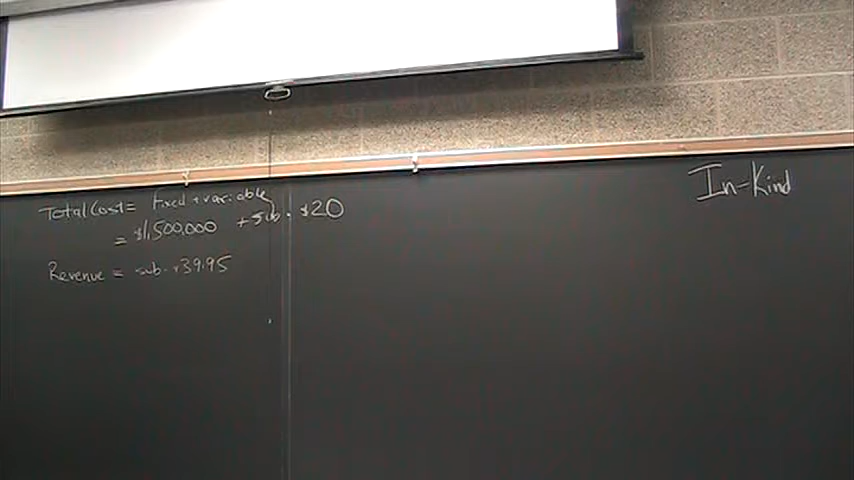 Total Cost = Fixed + variable
= $1,500,000 + sub. $20
Revenue = sub. $39.95
In-Kind